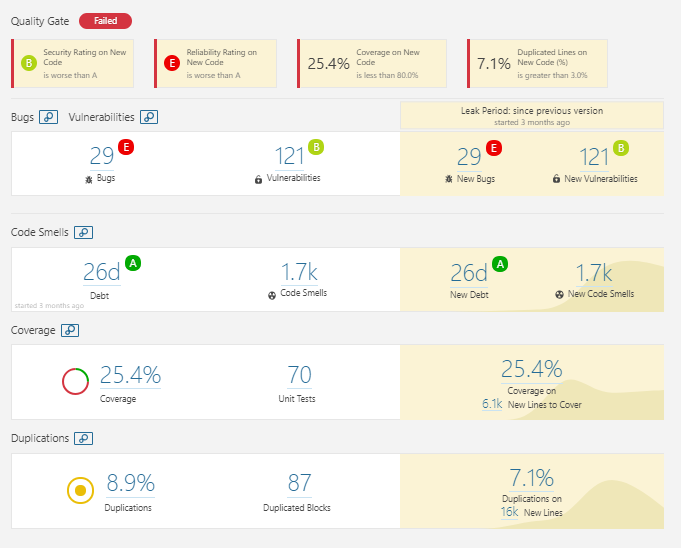 Quality Gate Failed
B Security Rating on New Code
is worse than A
E Reliability Rating on New Code
is worse than A
25.4% Coverage on New Code
is less than 80.0%
7.1% Duplicated Lines on New Code (%)
is greater than 3.0%
Bugs Vulnerabilities
Leak Period: since previous version
started 3 months ago
29 E
Bugs
121 B
Vulnerabilities
29 E
New Bugs
121 B
New Vulnerabilities
Code Smells
26d A
Debt
started 3 months ago
1.7k
Code Smells
26d A
New Debt
1.7k
New Code Smells
Coverage
25.4%
Coverage
70
Unit Tests
25.4%
Coverage on
6.1k New Lines to Cover
Duplications
8.9%
Duplications
87
Duplicated Blocks
7.1%
Duplications on
16k New Lines